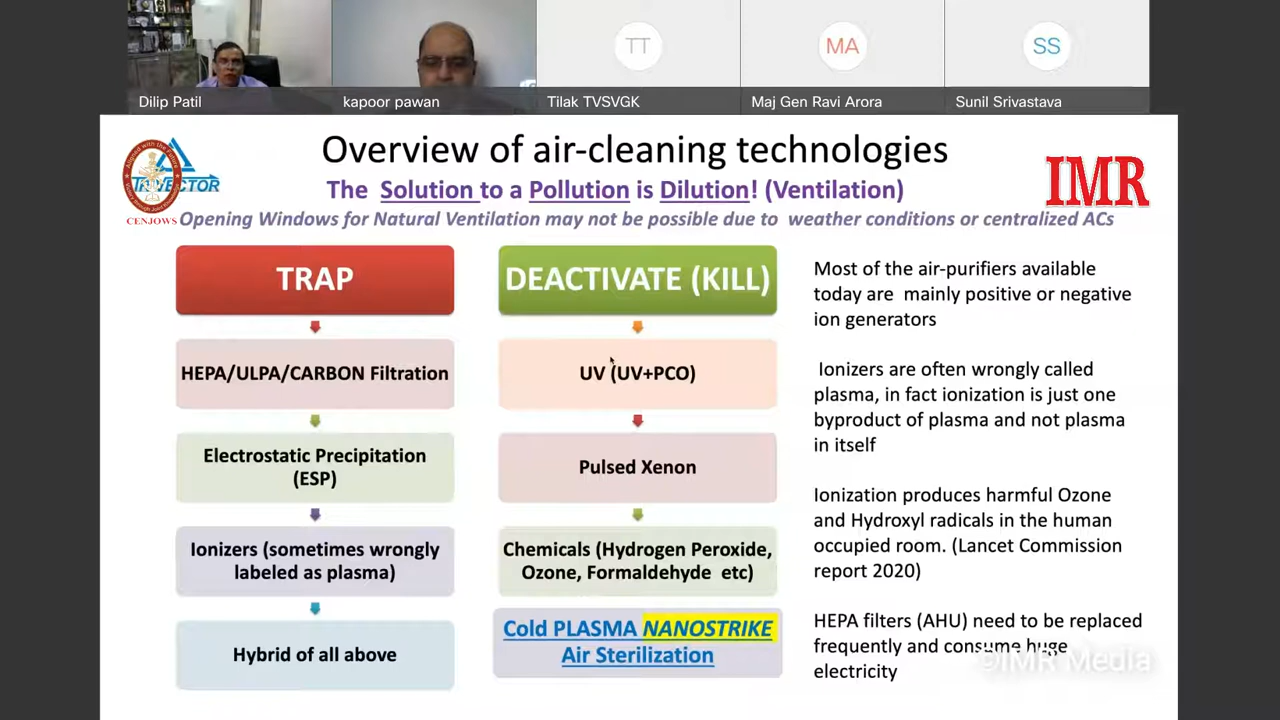 Dilip Patil
kapoor pawan
TT
Tilak TVSVGK
MA
Maj Gen Ravi Arora
SS
Sunil Srivastava
Overview of air-cleaning technologies
The Solution to a Pollution is Dilution! (Ventilation)
CENJOWS
IMR
Opening Windows for Natural Ventilation may not be possible due to weather conditions or centralized ACs
TRAP
HEPA/ULPA/CARBON Filtration
Electrostatic Precipitation
(ESP)
Ionizers (sometimes wrongly
labeled as plasma)
Hybrid of all above
DEACTIVATE (KILL)
UV (UV+PCO)
Pulsed Xenon
Chemicals (Hydrogen Peroxide,
Ozone, Formaldehyde etc)
Cold PLASMA NANOSTRIKE
Air Sterilization
Most of the air-purifiers available
today are mainly positive or negative
ion generators
Ionizers are often wrongly called
plasma, in fact ionization is just one
byproduct of plasma and not plasma
in itself
Ionization produces harmful Ozone
and Hydroxyl radicals in the human
occupied room. (Lancet Commission
report 2020)
HEPA filters (AHU) need to be replaced
frequently and consume huge
electricity
©IMR Media